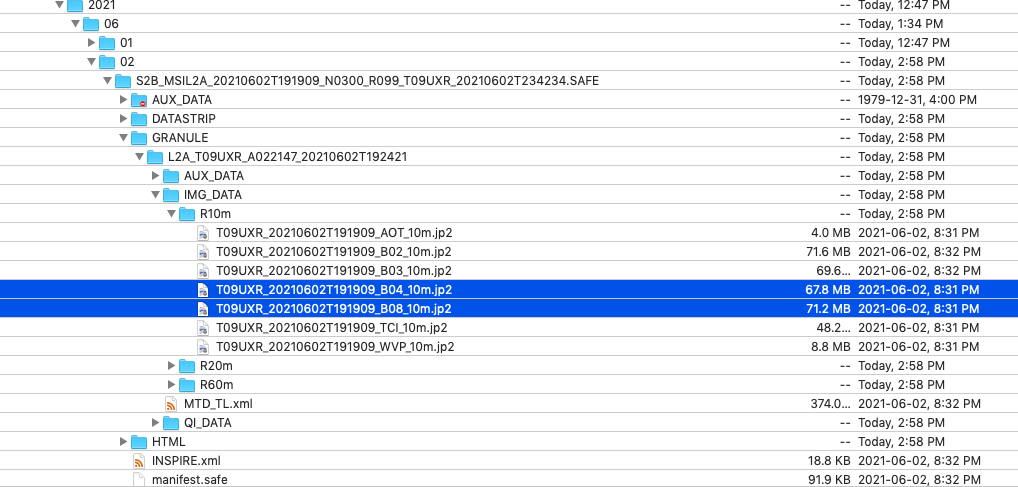 2021 -- Today, 12:47 PM
06 -- Today, 1:34 PM
01 -- Today, 12:47 PM
02 -- Today, 2:58 PM
S2B_MSIL2A_20210602T191909_N0300_R099_T09UXR_20210602T234234.SAFE -- Today, 2:58 PM
AUX_DATA -- 1979-12-31, 4:00 PM
DATASTRIP -- Today, 2:58 PM
GRANULE -- Today, 2:58 PM
L2A_T09UXR_A022147_20210602T192421 -- Today, 2:58 PM
AUX_DATA -- Today, 2:58 PM
IMG_DATA -- Today, 2:58 PM
R10m -- Today, 2:58 PM
T09UXR_20210602T191909_AOT_10m.jp2 4.0 MB 2021-06-02, 8:31 PM
T09UXR_20210602T191909_B02_10m.jp2 71.6 MB 2021-06-02, 8:32 PM
T09UXR_20210602T191909_B03_10m.jp2 69.6... 2021-06-02, 8:32 PM
T09UXR_20210602T191909_B04_10m.jp2 67.8 MB 2021-06-02, 8:31 PM
T09UXR_20210602T191909_B08_10m.jp2 71.2 MB 2021-06-02, 8:31 PM
T09UXR_20210602T191909_TCI_10m.jp2 48.2... 2021-06-02, 8:31 PM
T09UXR_20210602T191909_WVP_10m.jp2 8.8 MB 2021-06-02, 8:31 PM
R20m -- Today, 2:58 PM
R60m -- Today, 2:58 PM
MTD_TL.xml 374.0... 2021-06-02, 8:32 PM
QI_DATA -- Today, 2:58 PM
HTML -- Today, 2:58 PM
INSPIRE.xml 18.8 KB 2021-06-02, 8:32 PM
manifest.safe 91.9 KB 2021-06-02, 8:32 PM